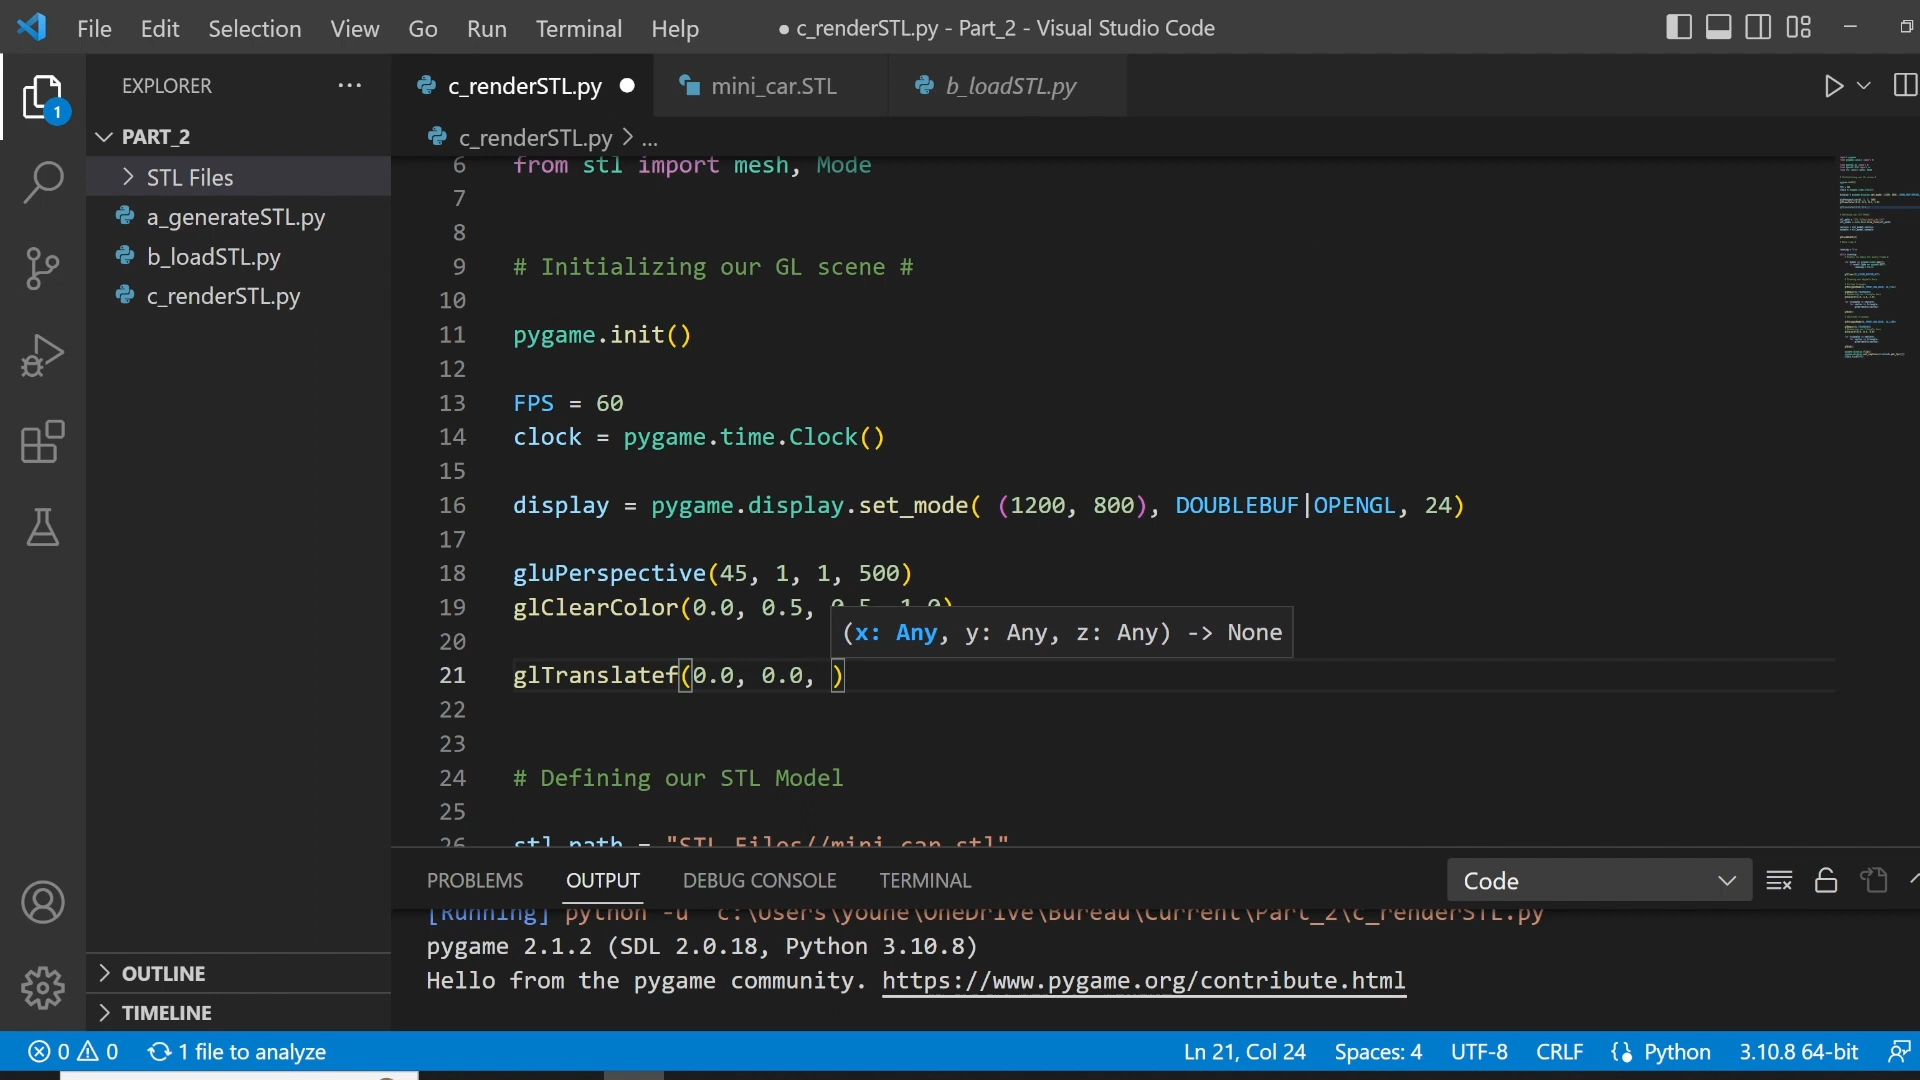 File Edit Selection View Go Run Terminal Help ● c_renderSTL.py - Part_2 - Visual Studio Code
EXPLORER ···
c_renderSTL.py ● mini_car.STL b_loadSTL.py
1
PART_2
c_renderSTL.py > ...
STL Files
a_generateSTL.py
b_loadSTL.py
c_renderSTL.py
6 from stl import mesh, Mode
7
8
9 # Initializing our GL scene #
10
11 pygame.init()
12
13 FPS = 60
14 clock = pygame.time.Clock()
15
16 display = pygame.display.set_mode( (1200, 800), DOUBLEBUF|OPENGL, 24)
17
18 gluPerspective(45, 1, 1, 500)
19 glClearColor(0.0, 0.5, 0.5, 1.0)
(x: Any, y: Any, z: Any) -> None
20
21 glTranslatef(0.0, 0.0, )
22
23
24 # Defining our STL Model
25
26 stl_path = "STL Files//mini_car.stl"
PROBLEMS OUTPUT DEBUG CONSOLE TERMINAL Code
[Running] python -u "c:\Users\youne\OneDrive\Bureau\Current\Part_2\c_renderSTL.py
pygame 2.1.2 (SDL 2.0.18, Python 3.10.8)
Hello from the pygame community. https://www.pygame.org/contribute.html
OUTLINE
TIMELINE
0 0 1 file to analyze Ln 21, Col 24 Spaces: 4 UTF-8 CRLF Python 3.10.8 64-bit